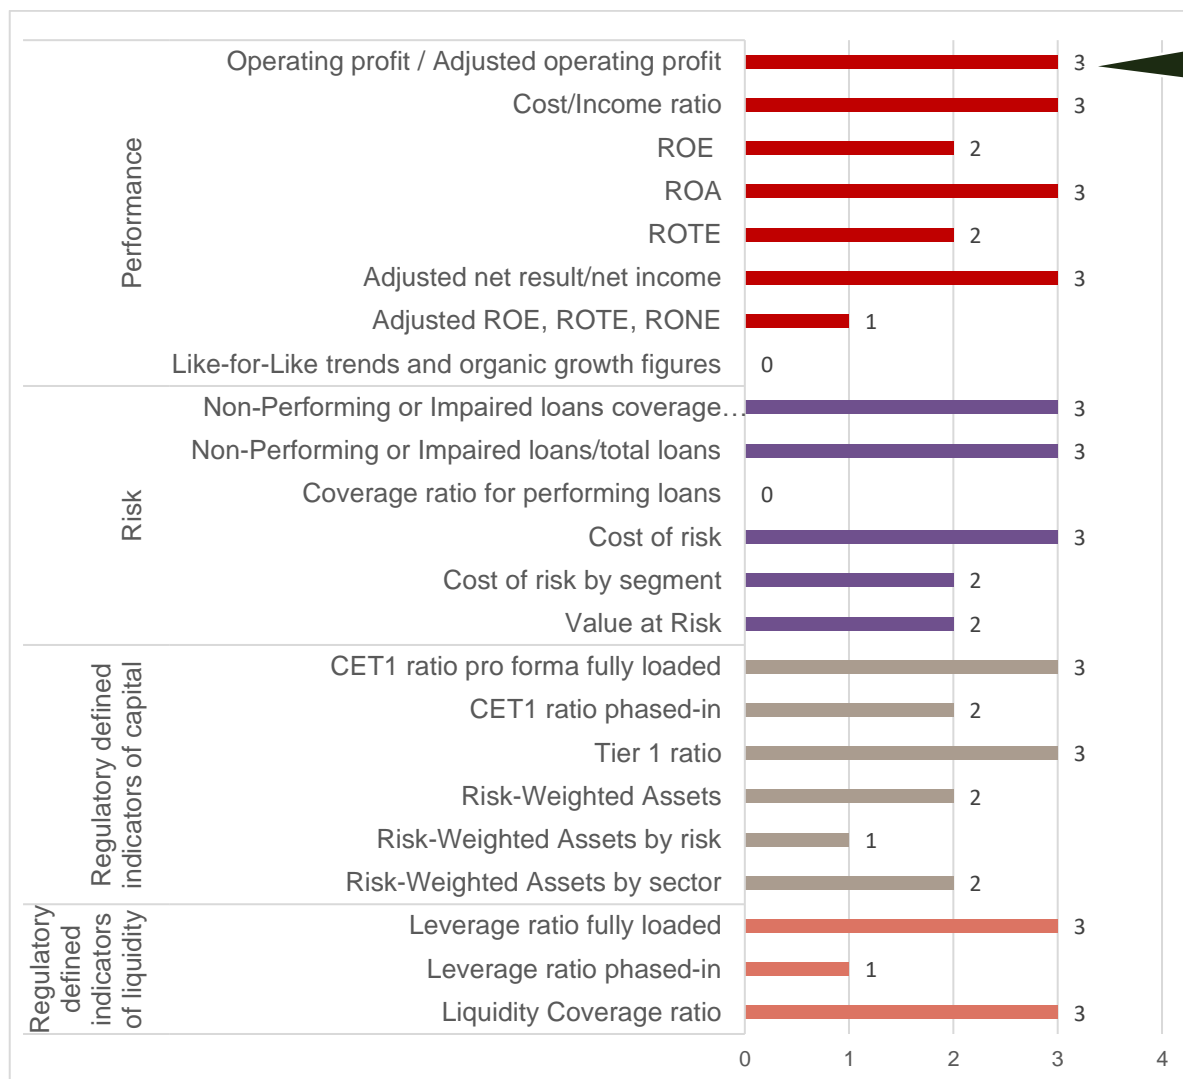 Performance
Operating profit / Adjusted operating profit 3
Cost/Income ratio 3
ROE 2
ROA 3
ROTE 2
Adjusted net result/net income 3
Adjusted ROE, ROTE, RONE 1
Like-for-Like trends and organic growth figures 0
Risk
Non-Performing or Impaired loans coverage… 3
Non-Performing or Impaired loans/total loans 3
Coverage ratio for performing loans 0
Cost of risk 3
Cost of risk by segment 2
Value at Risk 2
Regulatory defined
indicators of capital
CET1 ratio pro forma fully loaded 3
CET1 ratio phased-in 2
Tier 1 ratio 3
Risk-Weighted Assets 2
Risk-Weighted Assets by risk 1
Risk-Weighted Assets by sector 2
Regulatory
defined
indicators
of liquidity
Leverage ratio fully loaded 3
Leverage ratio phased-in 1
Liquidity Coverage ratio 3
0 1 2 3 4